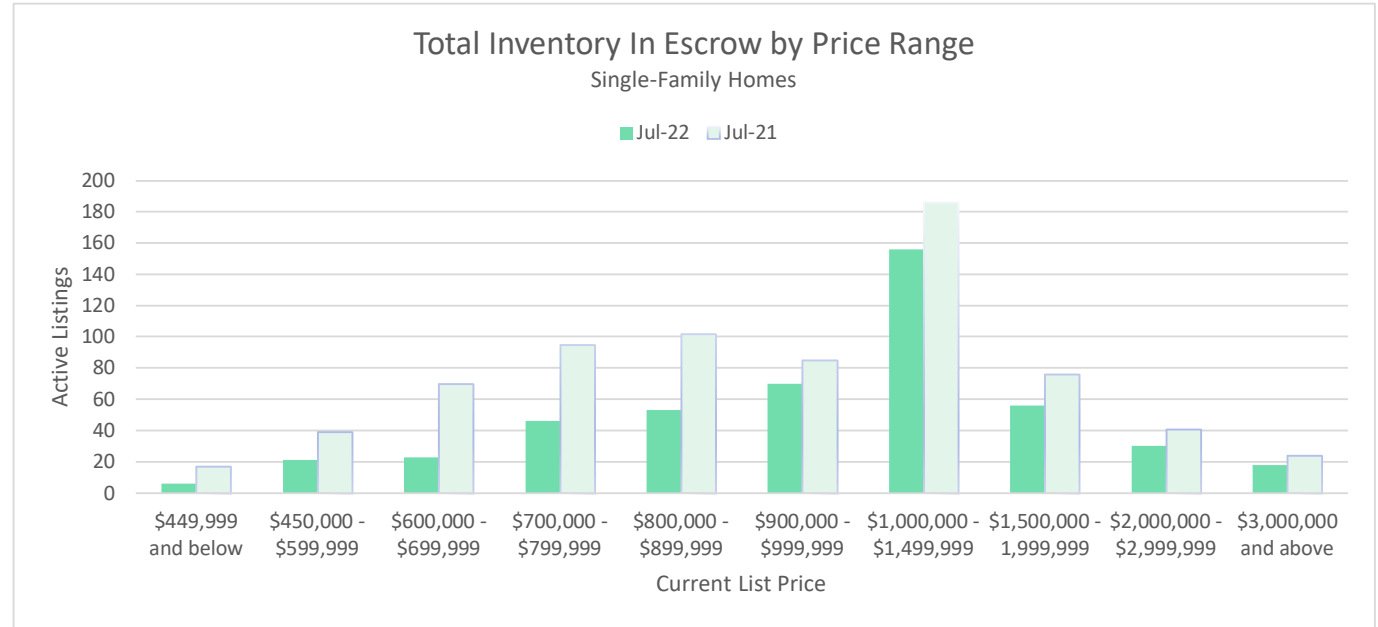 Total Inventory In Escrow by Price Range
Single-Family Homes
Jul-22 Jul-21
200
180
160
140
120
100
80
60
40
20
0
Active Listings
$449,999 and below
$450,000 - $599,999
$600,000 - $699,999
$700,000 - $799,999
$800,000 - $899,999
$900,000 - $999,999
$1,000,000 - $1,499,999
$1,500,000 - 1,999,999
$2,000,000 - $2,999,999
$3,000,000 and above
Current List Price